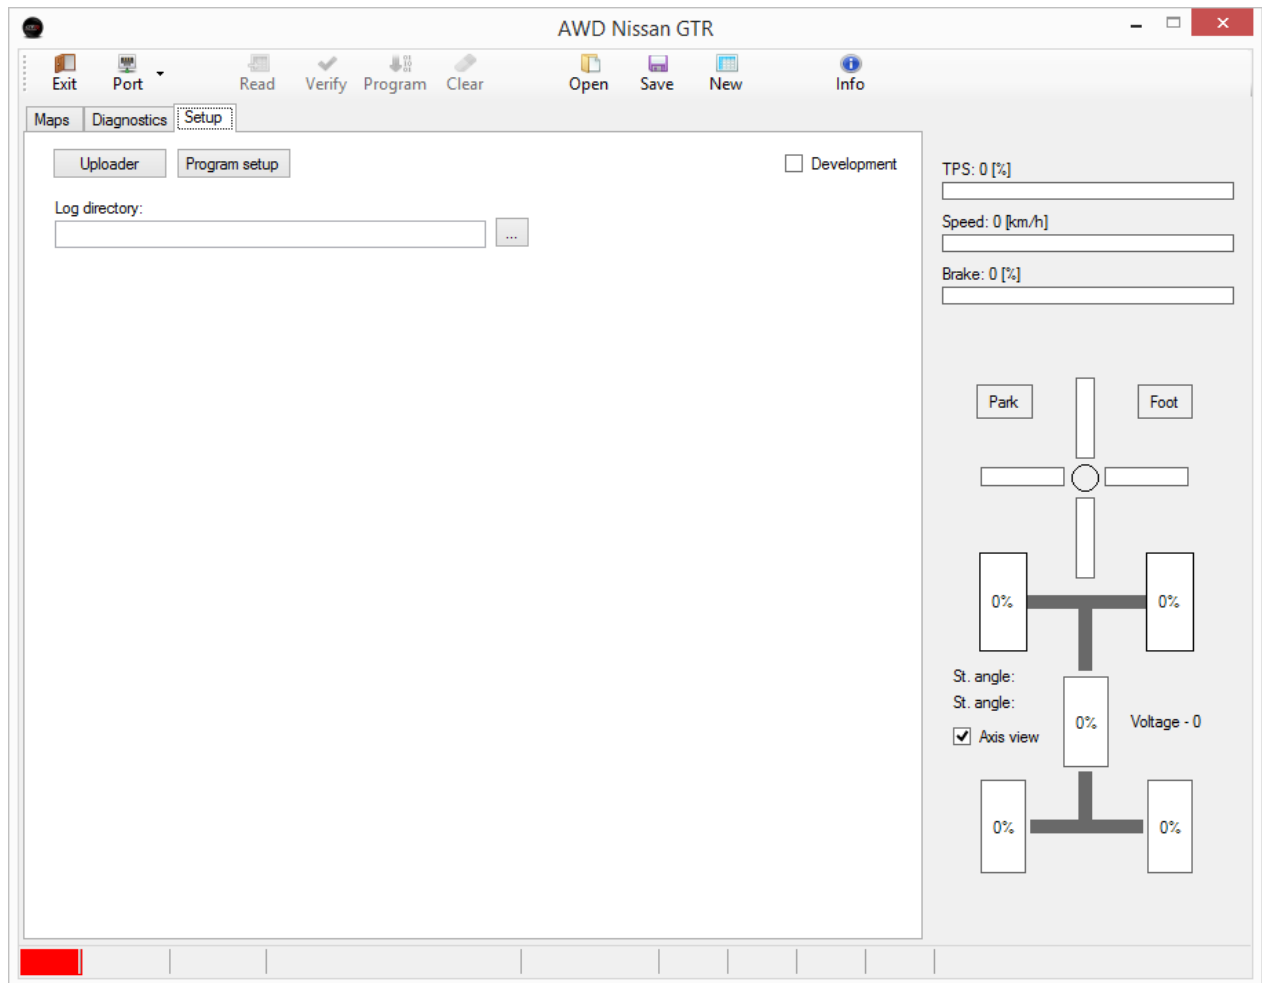 AWD Nissan GTR
Exit Port Read Verify Program Clear Open Save New Info
Maps Diagnostics Setup
Uploader Program setup Development
Log directory:
...
TPS: 0 [%]
Speed: 0 [km/h]
Brake: 0 [%]
Park Foot
0% 0%
St. angle:
St. angle:
0% Voltage - 0
Axis view
0% 0%